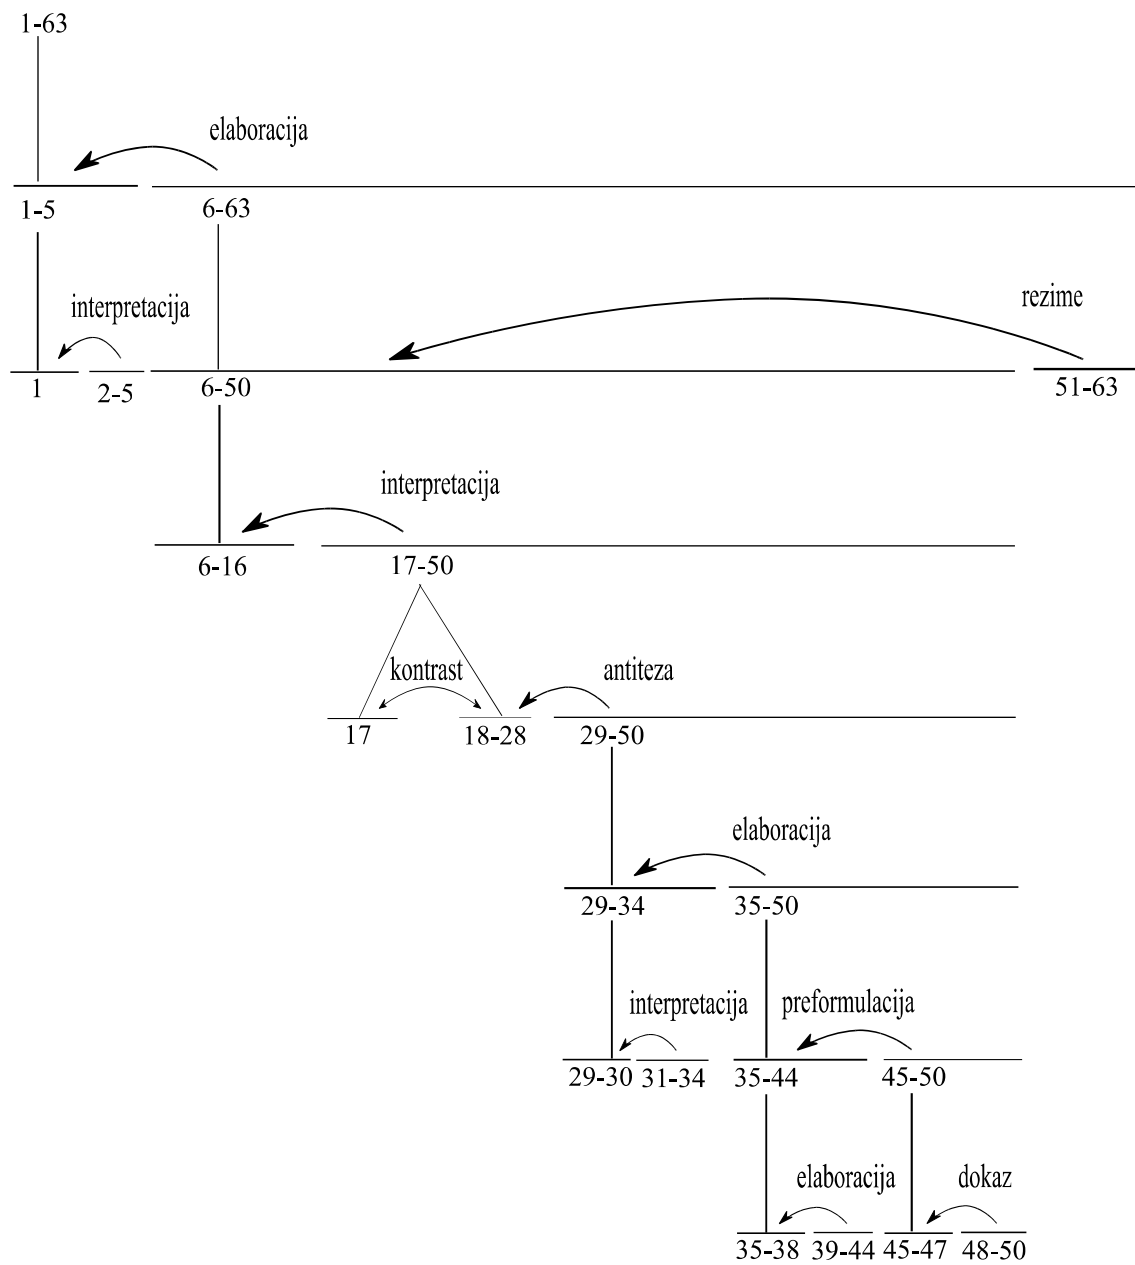 1-63
elaboracija
1-5 6-63
interpretacija rezime
1 2-5 6-50 51-63
interpretacija
6-16 17-50
kontrast antiteza
17 18-28 29-50
elaboracija
29-34 35-50
interpretacija preformulacija
29-30 31-34 35-44 45-50
elaboracija dokaz
35-38 39-44 45-47 48-50